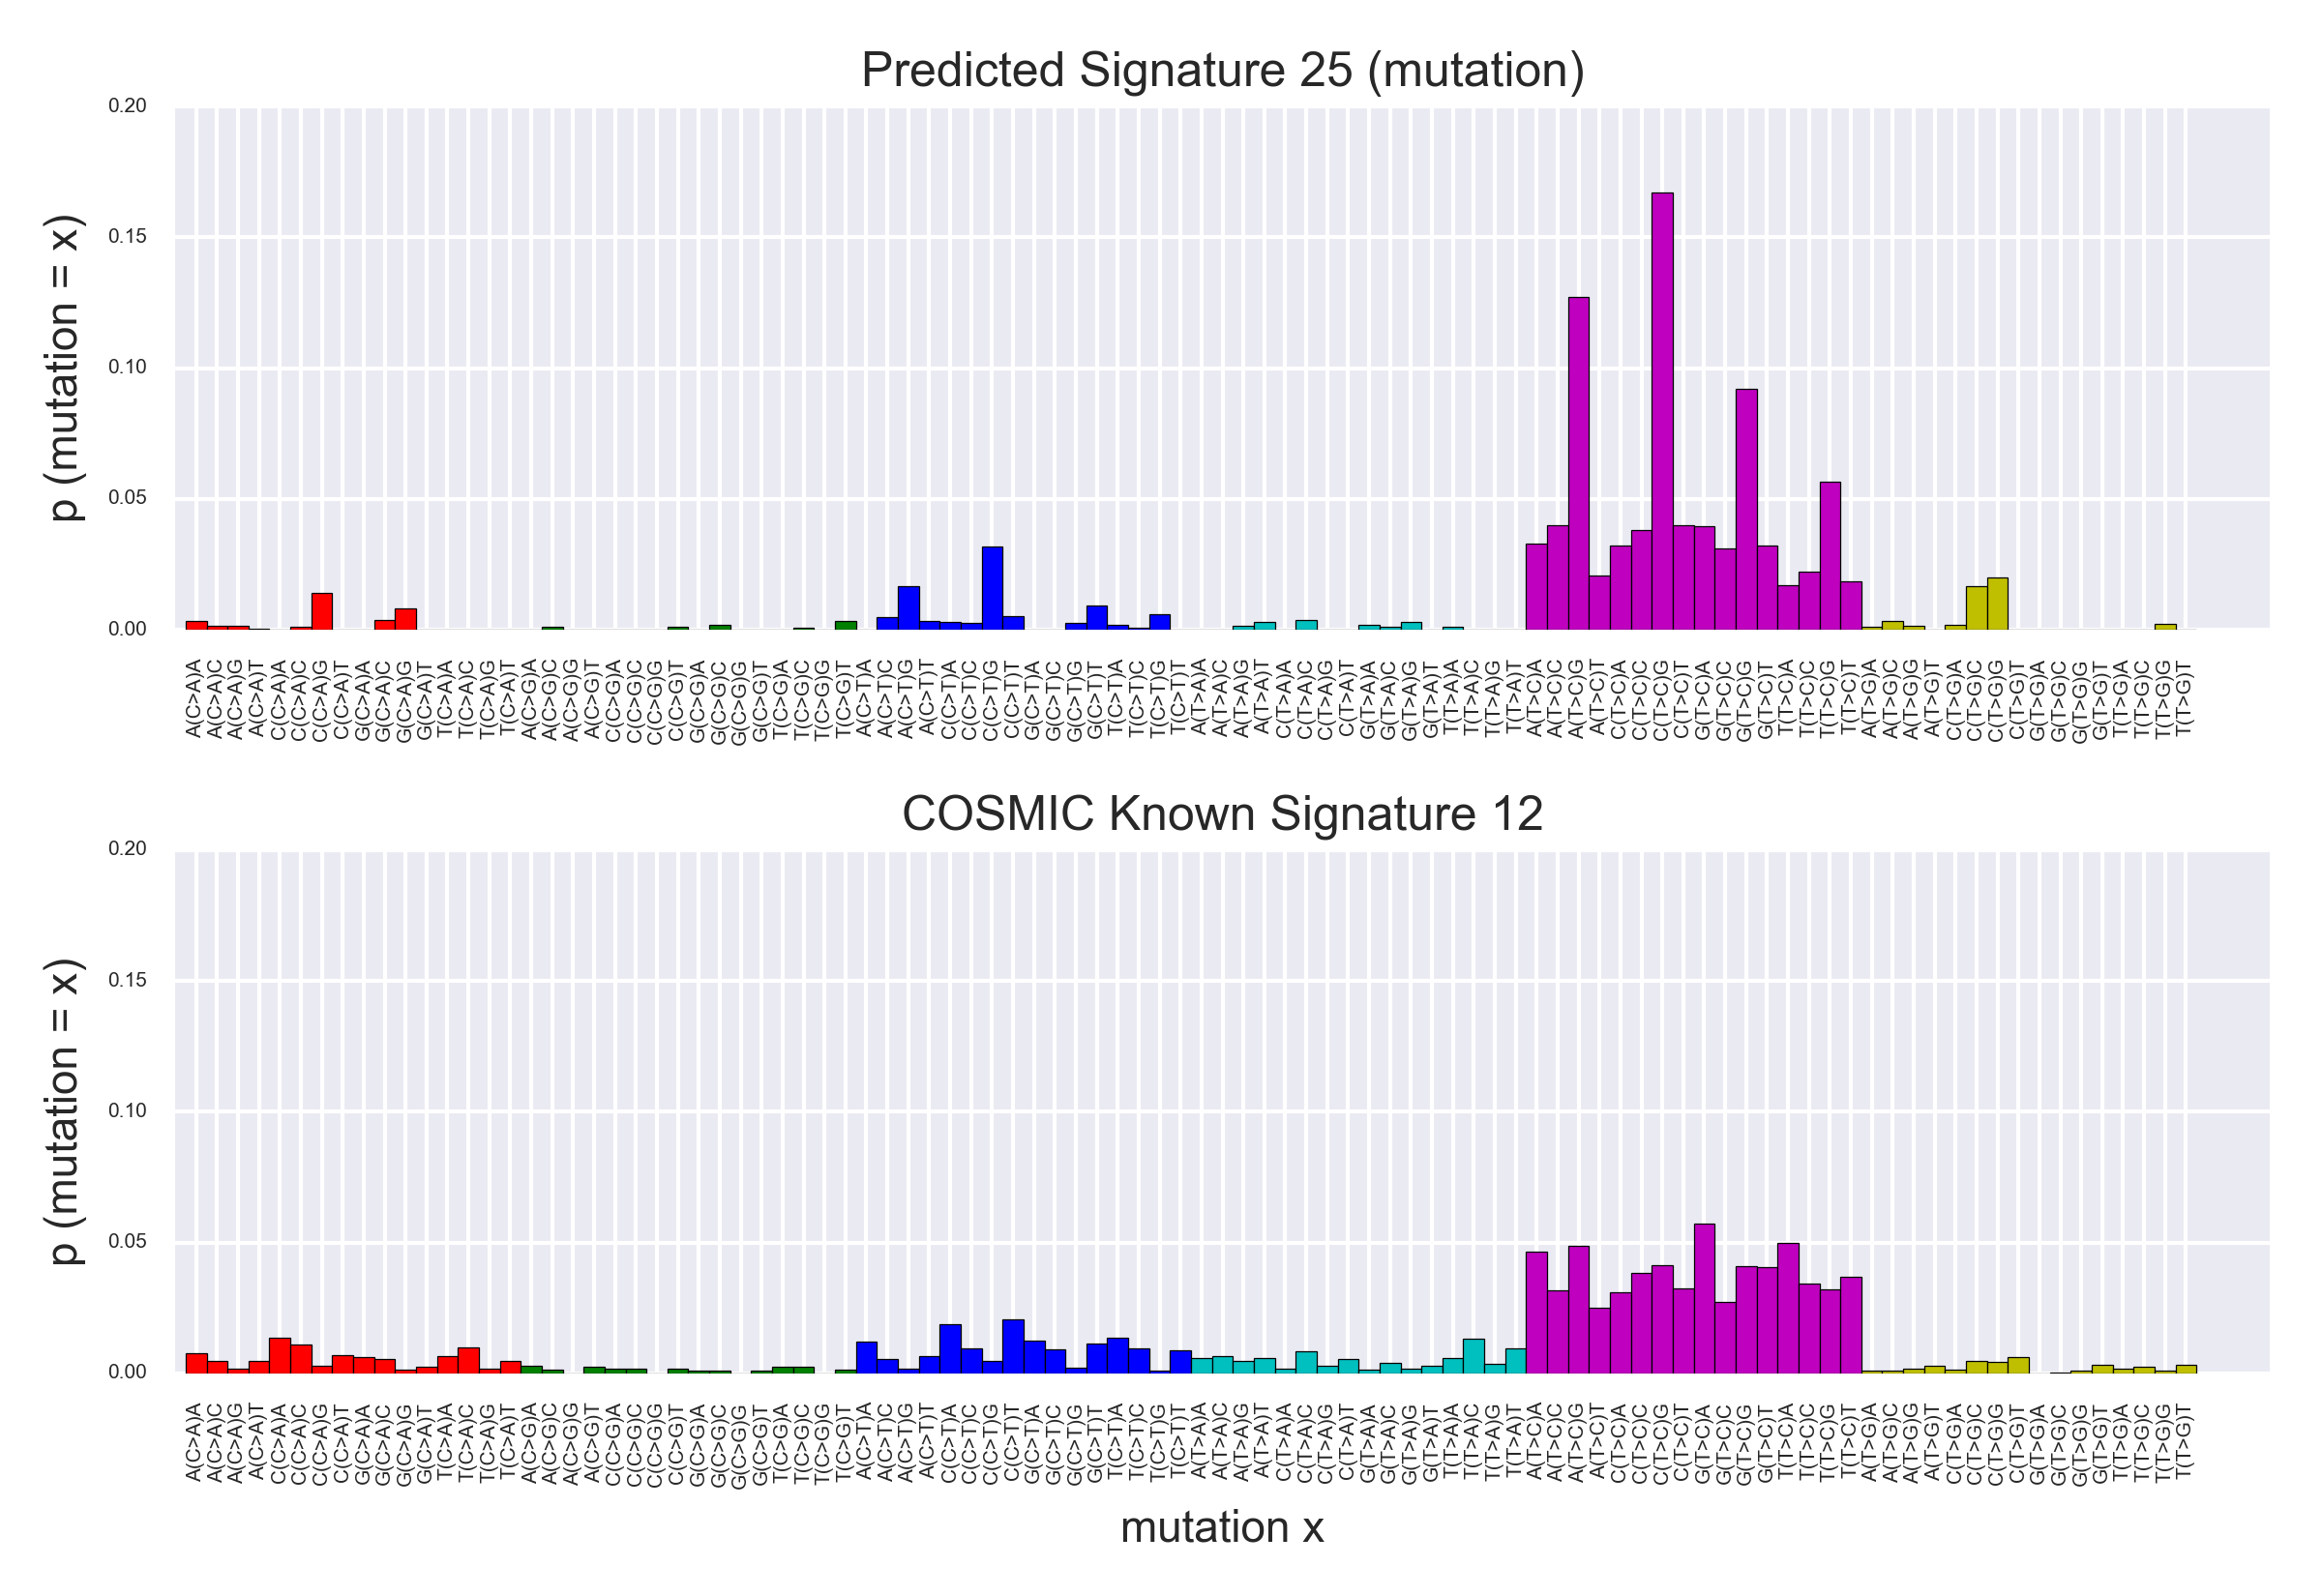 Predicted Signature 25 (mutation)
p (mutation = x)
0.20
0.15
0.10
0.05
0.00
A(C>A)A A(C>A)C A(C>A)G A(C>A)T C(C>A)A C(C>A)C C(C>A)G C(C>A)T G(C>A)A G(C>A)C G(C>A)G G(C>A)T T(C>A)A T(C>A)C T(C>A)G T(C>A)T A(C>G)A A(C>G)C A(C>G)G A(C>G)T C(C>G)A C(C>G)C C(C>G)G C(C>G)T G(C>G)A G(C>G)C G(C>G)G G(C>G)T T(C>G)A T(C>G)C T(C>G)G T(C>G)T A(C>T)A A(C>T)C A(C>T)G A(C>T)T C(C>T)A C(C>T)C C(C>T)G C(C>T)T G(C>T)A G(C>T)C G(C>T)G G(C>T)T T(C>T)A T(C>T)C T(C>T)G T(C>T)T A(T>A)A A(T>A)C A(T>A)G A(T>A)T C(T>A)A C(T>A)C C(T>A)G C(T>A)T G(T>A)A G(T>A)C G(T>A)G G(T>A)T T(T>A)A T(T>A)C T(T>A)G T(T>A)T A(T>C)A A(T>C)C A(T>C)G A(T>C)T C(T>C)A C(T>C)C C(T>C)G C(T>C)T G(T>C)A G(T>C)C G(T>C)G G(T>C)T T(T>C)A T(T>C)C T(T>C)G T(T>C)T A(T>G)A A(T>G)C A(T>G)G A(T>G)T C(T>G)A C(T>G)C C(T>G)G C(T>G)T G(T>G)A G(T>G)C G(T>G)G G(T>G)T T(T>G)A T(T>G)C T(T>G)G T(T>G)T
COSMIC Known Signature 12
p (mutation = x)
0.20
0.15
0.10
0.05
0.00
A(C>A)A A(C>A)C A(C>A)G A(C>A)T C(C>A)A C(C>A)C C(C>A)G C(C>A)T G(C>A)A G(C>A)C G(C>A)G G(C>A)T T(C>A)A T(C>A)C T(C>A)G T(C>A)T A(C>G)A A(C>G)C A(C>G)G A(C>G)T C(C>G)A C(C>G)C C(C>G)G C(C>G)T G(C>G)A G(C>G)C G(C>G)G G(C>G)T T(C>G)A T(C>G)C T(C>G)G T(C>G)T A(C>T)A A(C>T)C A(C>T)G A(C>T)T C(C>T)A C(C>T)C C(C>T)G C(C>T)T G(C>T)A G(C>T)C G(C>T)G G(C>T)T T(C>T)A T(C>T)C T(C>T)G T(C>T)T A(T>A)A A(T>A)C A(T>A)G A(T>A)T C(T>A)A C(T>A)C C(T>A)G C(T>A)T G(T>A)A G(T>A)C G(T>A)G G(T>A)T T(T>A)A T(T>A)C T(T>A)G T(T>A)T A(T>C)A A(T>C)C A(T>C)G A(T>C)T C(T>C)A C(T>C)C C(T>C)G C(T>C)T G(T>C)A G(T>C)C G(T>C)G G(T>C)T T(T>C)A T(T>C)C T(T>C)G T(T>C)T A(T>G)A A(T>G)C A(T>G)G A(T>G)T C(T>G)A C(T>G)C C(T>G)G C(T>G)T G(T>G)A G(T>G)C G(T>G)G G(T>G)T T(T>G)A T(T>G)C T(T>G)G T(T>G)T
mutation x